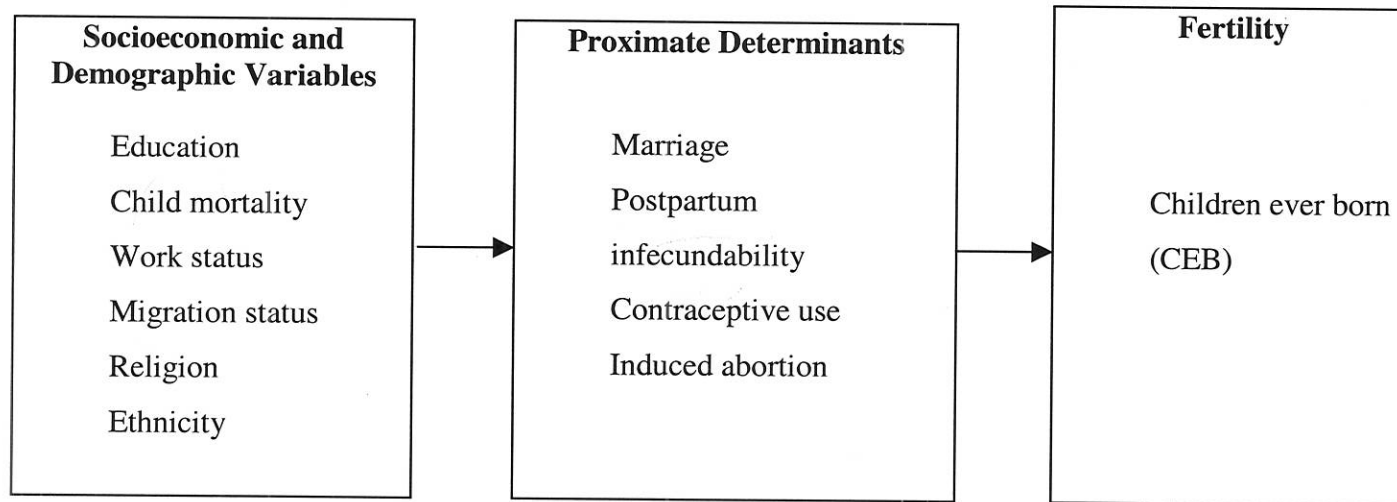 Socioeconomic and
Demographic Variables
Education
Child mortality
Work status
Migration status
Religion
Ethnicity
Proximate Determinants
Marriage
Postpartum
infecundability
Contraceptive use
Induced abortion
Fertility
Children ever born
(CEB)